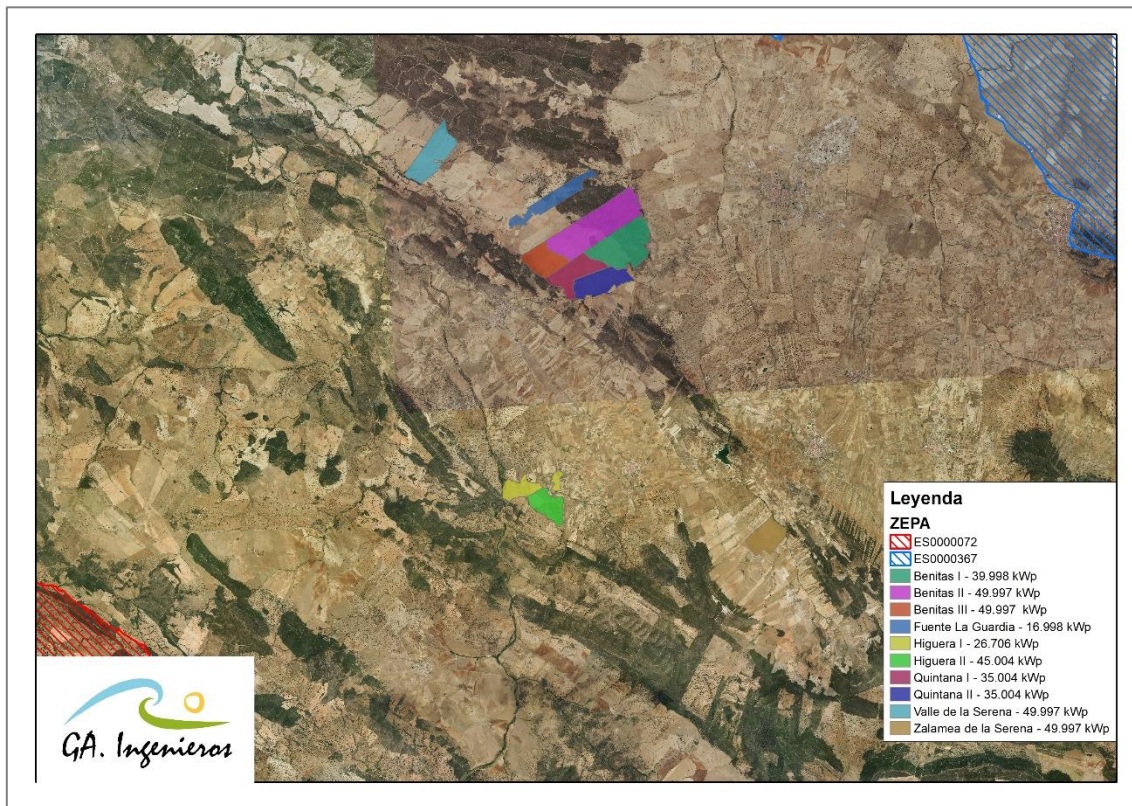 Leyenda
ZEPA
ES0000072
ES0000367
Benitas I - 39.998 kWp
Benitas II - 49.997 kWp
Benitas III - 49.997 kWp
Fuente La Guardia - 16.998 kWp
Higuera I - 26.706 kWp
Higuera II - 45.004 kWp
Quintana I - 35.004 kWp
Quintana II - 35.004 kWp
Valle de la Serena - 49.997 kWp
Zalamea de la Serena - 49.997 kWp
GA. Ingenieros